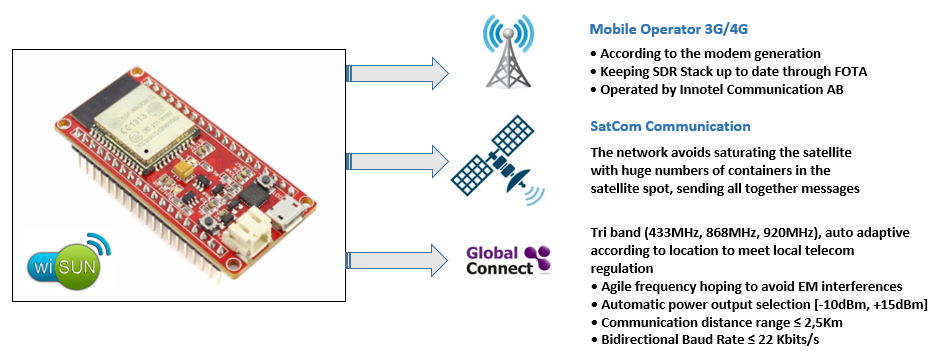 Mobile Operator 3G/4G
• According to the modem generation
• Keeping SDR Stack up to date through FOTA
• Operated by Innotel Communication AB
SatCom Communication
The network avoids saturating the satellite
with huge numbers of containers in the
satellite spot, sending all together messages
wi SUN
Global
Connect
Tri band (433MHz, 868MHz, 920MHz), auto adaptive
according to location to meet local telecom
regulation
• Agile frequency hoping to avoid EM interferences
• Automatic power output selection [-10dBm, +15dBm]
• Communication distance range ≤ 2,5Km
• Bidirectional Baud Rate ≤ 22 Kbits/s